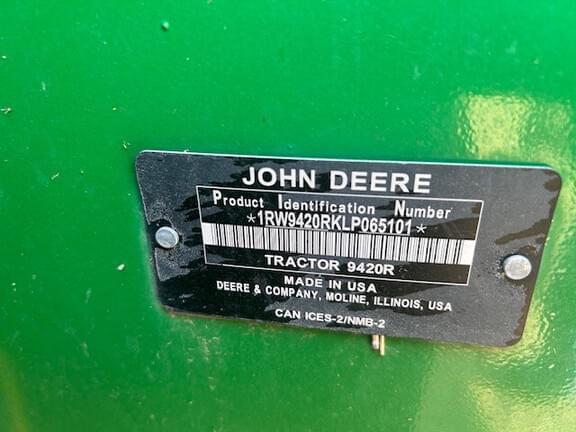 JOHN DEERE
Product Identification Number
*1RW9420RKLP065101*
TRACTOR 9420R
MADE IN USA
DEERE & COMPANY, MOLINE, ILLINOIS, USA
CAN ICES-2/NMB-2